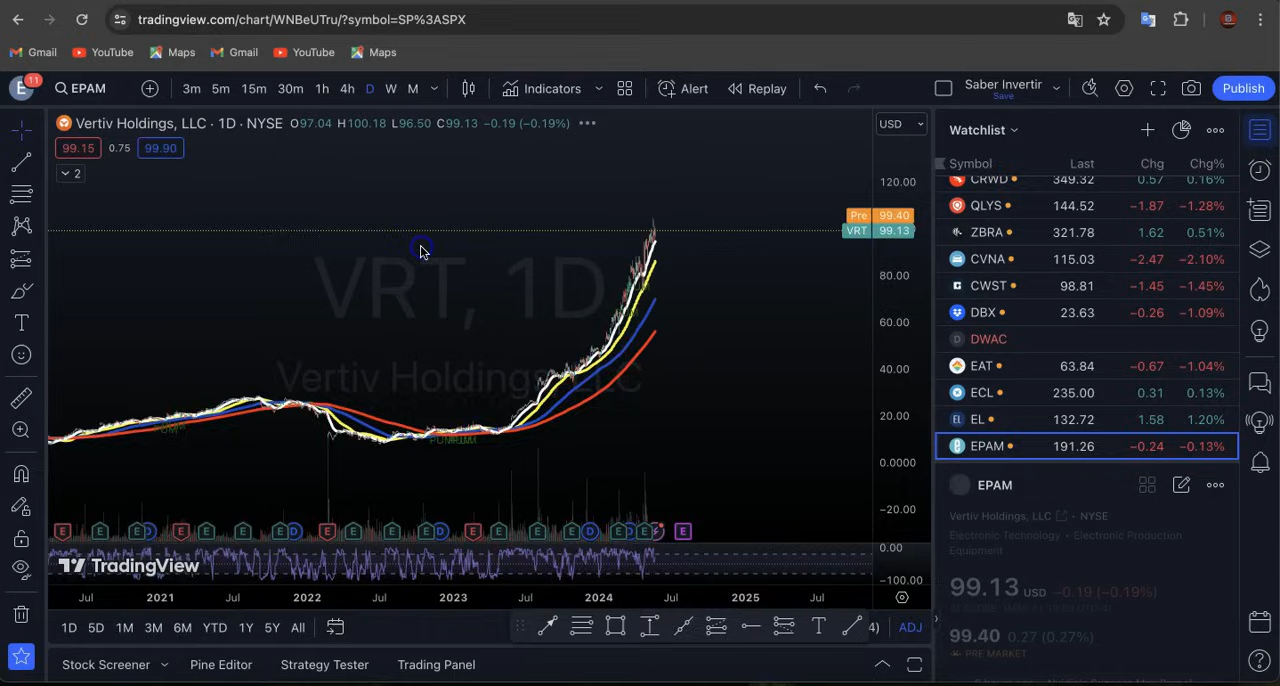 tradingview.com/chart/WNBeUTru/?symbol=SP%3ASPX
Gmail YouTube Maps Gmail YouTube Maps
11
E EPAM 3m 5m 15m 30m 1h 4h D W M Indicators Alert Replay Saber Invertir Publish
Save
Vertiv Holdings, LLC · 1D · NYSE O97.04 H100.18 L96.50 C99.13 −0.19 (−0.19%)
99.15 0.75 99.90
2
USD
120.00
Pre 99.40
VRT 99.13
80.00
60.00
40.00
20.00
0.0000
−20.00
0.00
−100.00
VRT, 1D
Vertiv Holdings, LLC
E E E D E E E E D E E E E D E E E D E E D E E
TradingView
Jul 2021 Jul 2022 Jul 2023 Jul 2024 Jul 2025 Jul
1D 5D 1M 3M 6M YTD 1Y 5Y All 4) ADJ
Stock Screener Pine Editor Strategy Tester Trading Panel
Watchlist
Symbol Last Chg Chg%
CRWD 349.32 0.57 0.16%
QLYS 144.52 −1.87 −1.28%
ZBRA 321.78 1.62 0.51%
CVNA 115.03 −2.47 −2.10%
CWST 98.81 −1.45 −1.45%
DBX 23.63 −0.26 −1.09%
DWAC
EAT 63.84 −0.67 −1.04%
ECL 235.00 0.31 0.13%
EL EL 132.72 1.58 1.20%
EPAM 191.26 −0.24 −0.13%
EPAM
Vertiv Holdings, LLC · NYSE
Electronic Technology · Electronic Production
Equipment
99.13 USD −0.19 (−0.19%)
99.40 0.27 (0.27%)
PRE MARKET